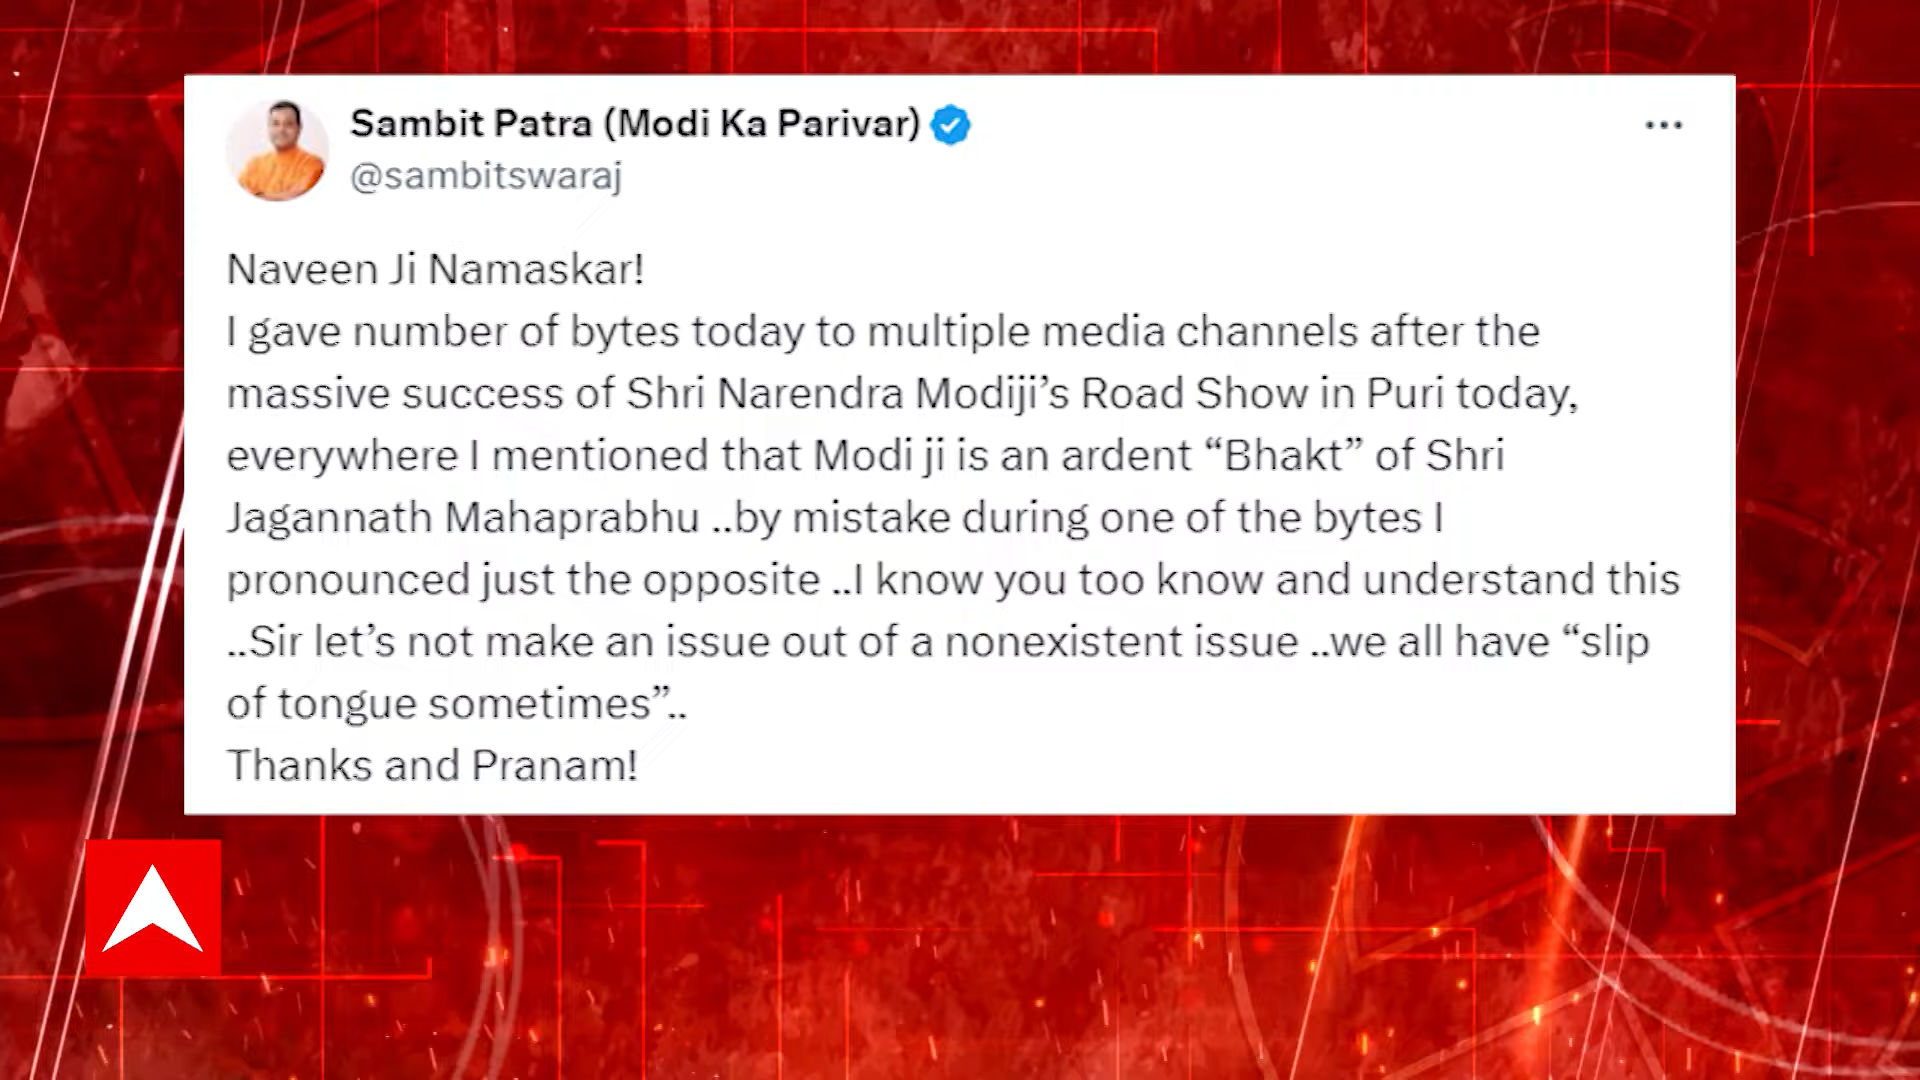 Sambit Patra (Modi Ka Parivar)
@sambitswaraj
Naveen Ji Namaskar!
I gave number of bytes today to multiple media channels after the
massive success of Shri Narendra Modiji’s Road Show in Puri today,
everywhere I mentioned that Modi ji is an ardent “Bhakt” of Shri
Jagannath Mahaprabhu ..by mistake during one of the bytes I
pronounced just the opposite ..I know you too know and understand this
..Sir let’s not make an issue out of a nonexistent issue ..we all have “slip
of tongue sometimes”..
Thanks and Pranam!